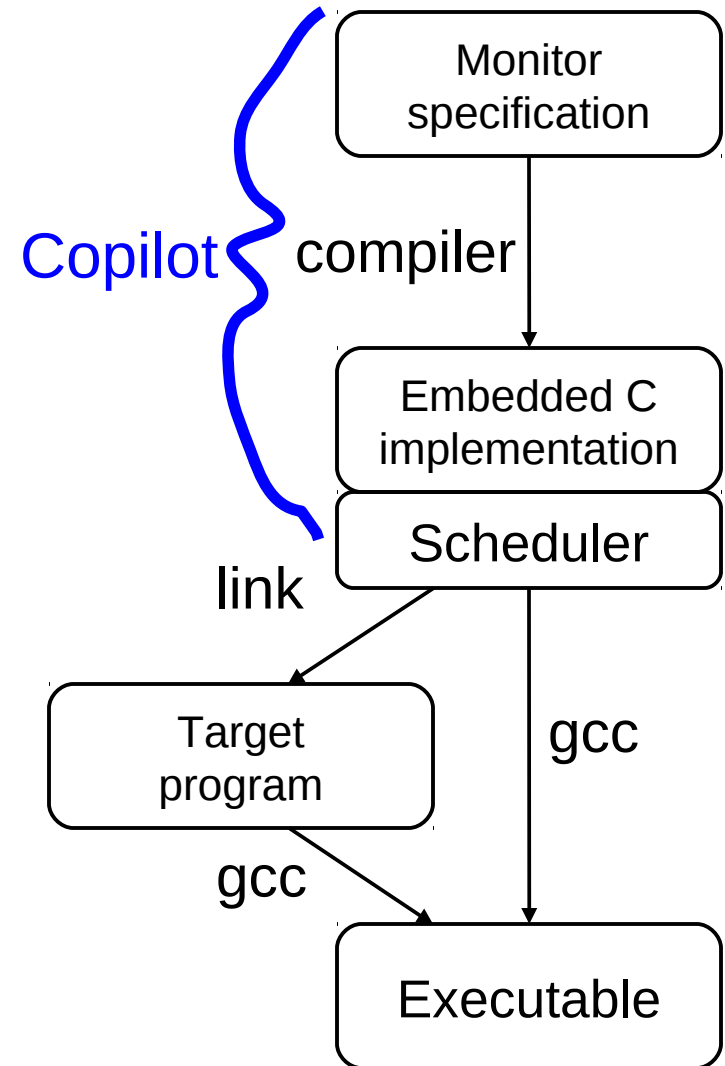 Monitor
specification
Copilot
compiler
Embedded C
implementation
Scheduler
link
Target
program
gcc
gcc
Executable